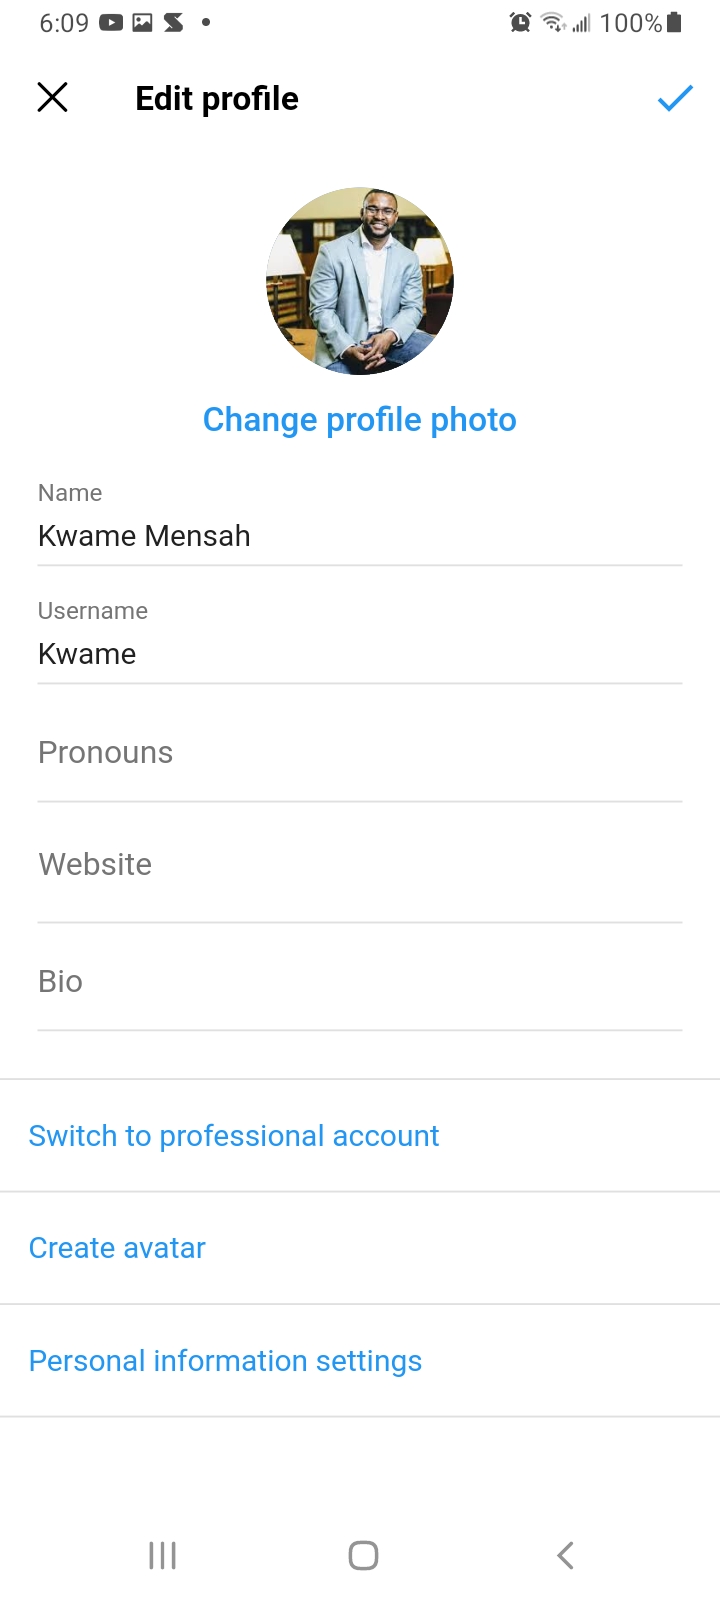 6:09
100%
Edit profile
Change profile photo
Name
Kwame Mensah
Username
Kwame
Pronouns
Website
Bio
Switch to professional account
Create avatar
Personal information settings